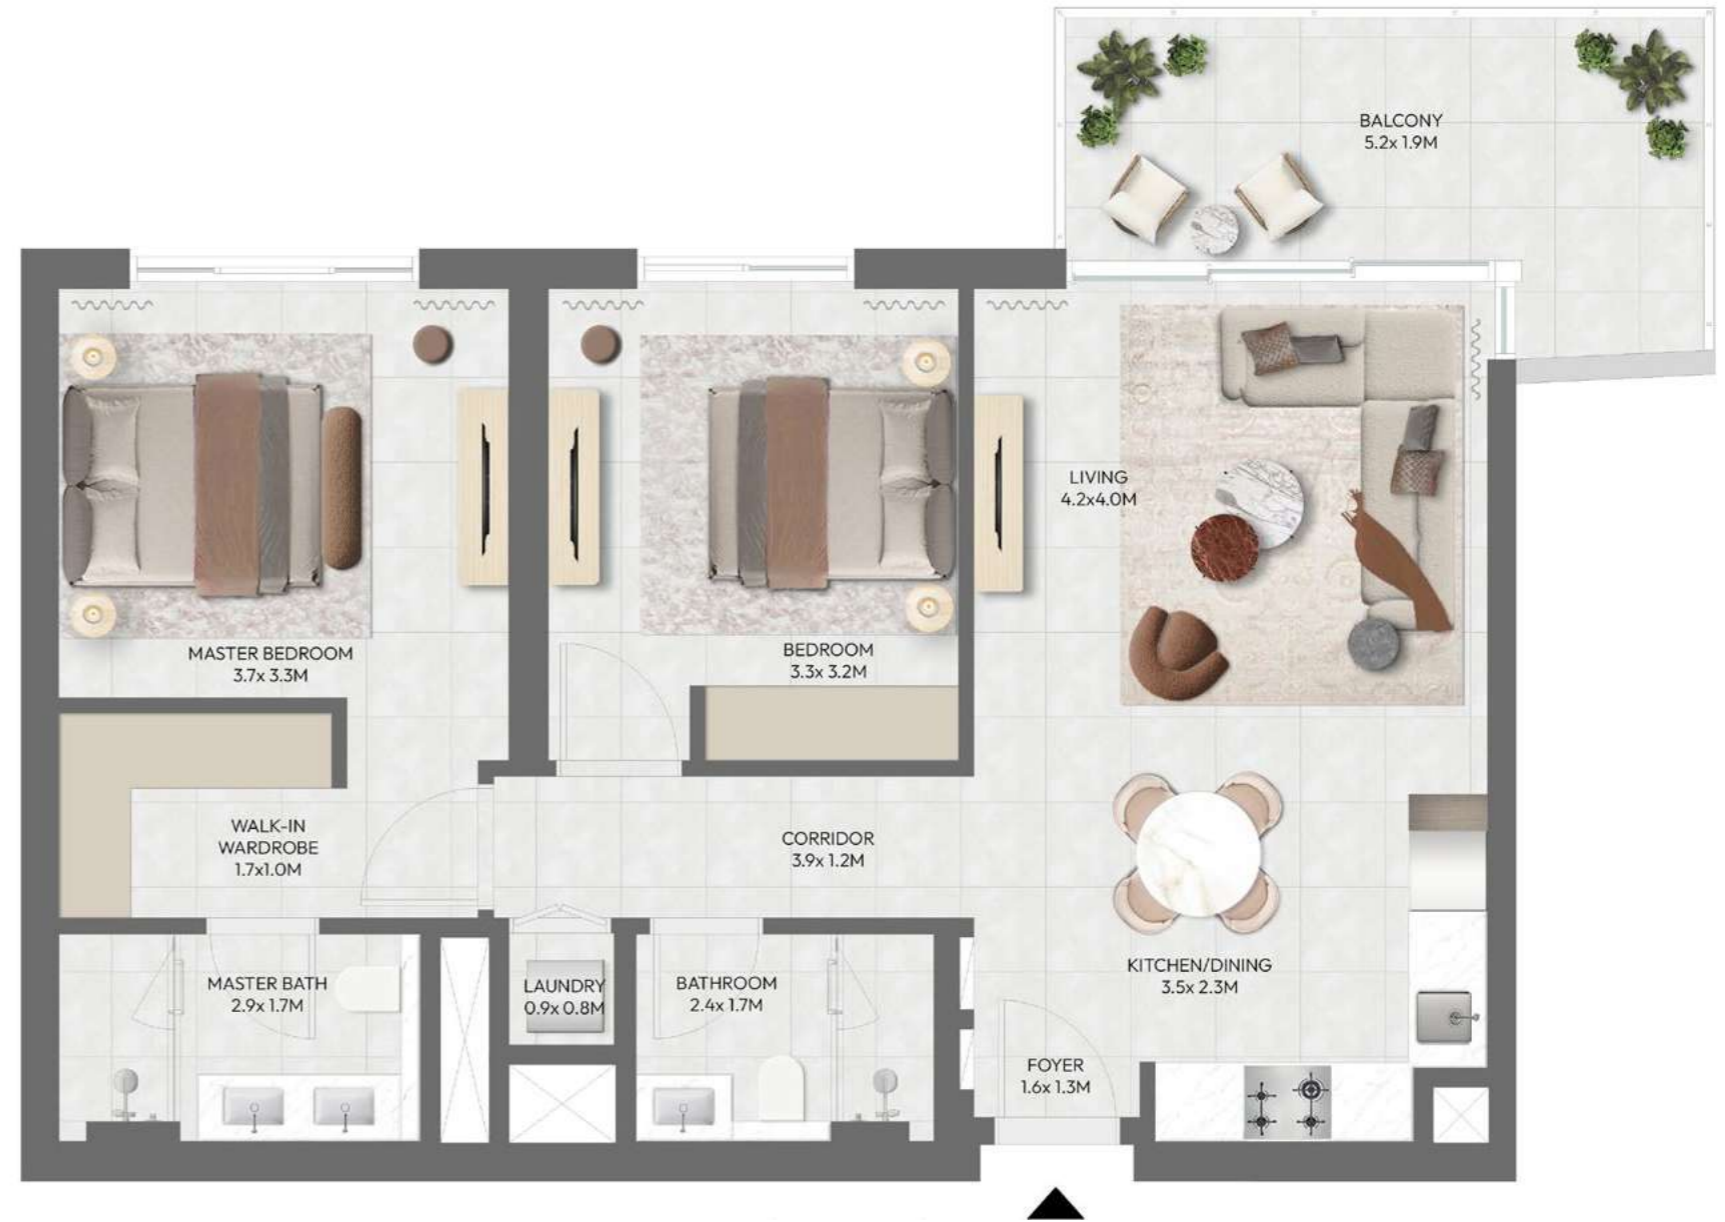 BALCONY
5.2x 1.9M
LIVING
4.2x4.0M
MASTER BEDROOM
3.7x 3.3M
BEDROOM
3.3x 3.2M
WALK-IN
WARDROBE
1.7x1.0M
CORRIDOR
3.9x 1.2M
KITCHEN/DINING
3.5x 2.3M
MASTER BATH
2.9x 1.7M
LAUNDRY
0.9x 0.8M
BATHROOM
2.4x 1.7M
FOYER
1.6x 1.3M